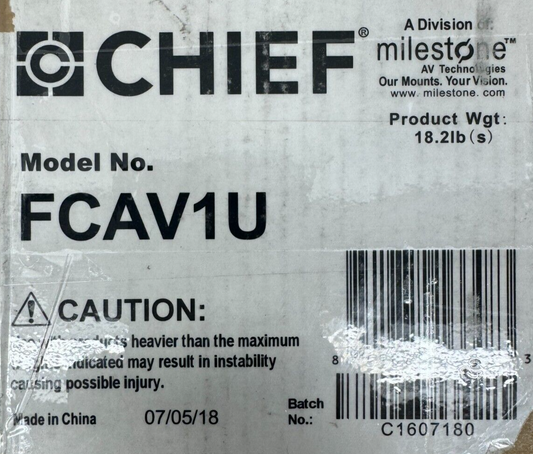 CHIEF®
A Division of:
milestone™
AV Technologies
Our Mounts. Your Vision.
www.milestone.com
Product Wgt:
18.2lb(s)
Model No.
FCAV1U
CAUTION:
heavier than the maximum
indicated may result in instability
causing possible injury.
8 3
Made in China 07/05/18
Batch
No.:
C1607180